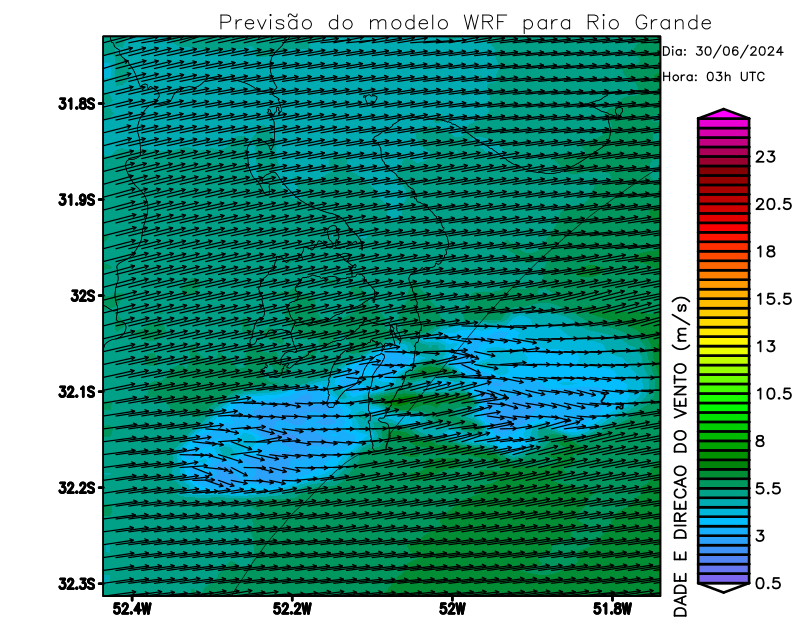 Previsão do modelo WRF para Rio Grande
Dia: 30/06/2024
Hora: 03h UTC
31.8S
31.9S
32S
32.1S
32.2S
32.3S
52.4W
52.2W
52W
51.8W
23
20.5
18
15.5
13
10.5
8
5.5
3
0.5
DADE E DIRECAO DO VENTO (m/s)